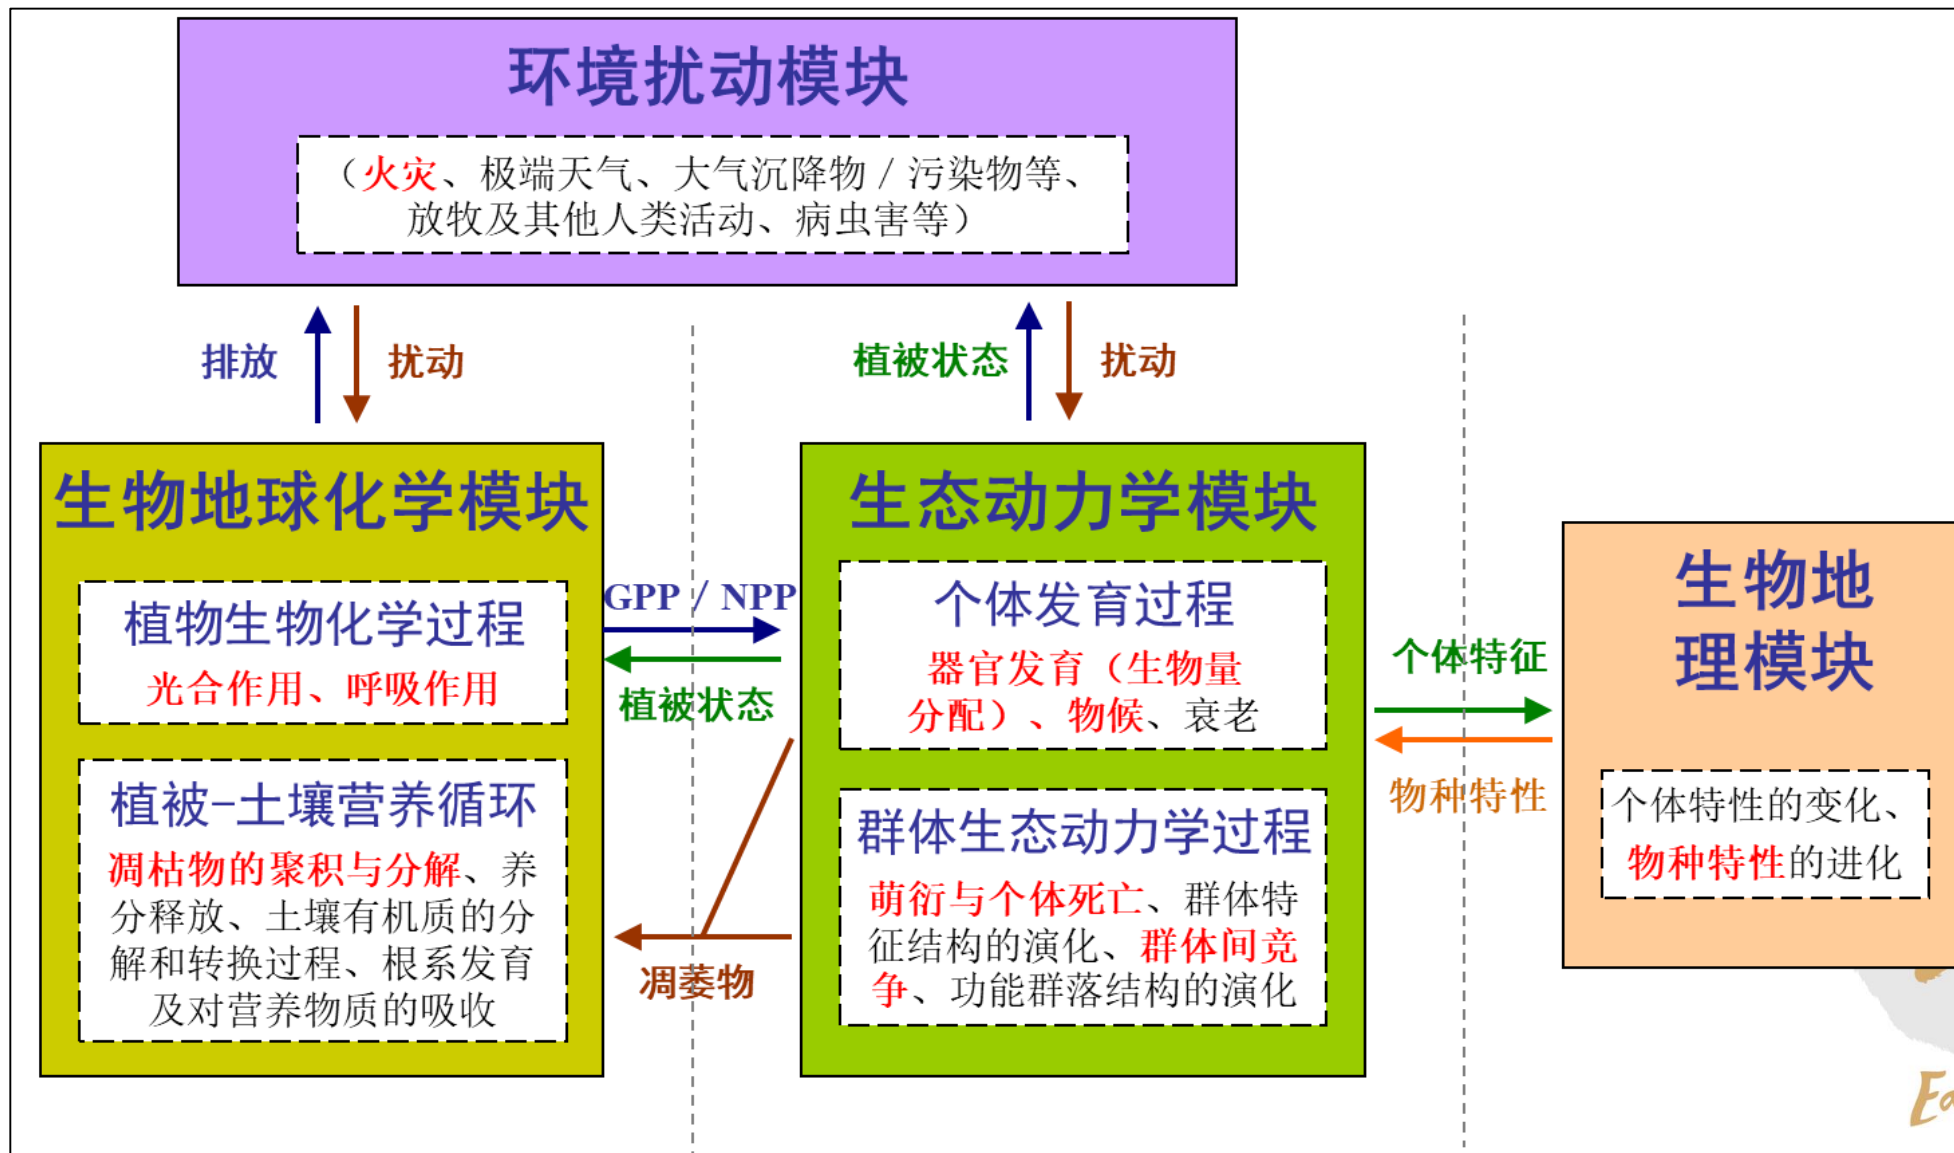 环境扰动模块
（火灾、极端天气、大气沉降物 / 污染物等、
放牧及其他人类活动、病虫害等）
排放
扰动
植被状态
扰动
生物地球化学模块
植物生物化学过程
光合作用、呼吸作用
植被-土壤营养循环
凋枯物的聚积与分解、养
分释放、土壤有机质的分
解和转换过程、根系发育
及对营养物质的吸收
GPP / NPP
植被状态
凋萎物
生态动力学模块
个体发育过程
器官发育（生物量
分配）、物候、衰老
群体生态动力学过程
萌衍与个体死亡、群体特
征结构的演化、群体间竞
争、功能群落结构的演化
个体特征
物种特性
生物地
理模块
个体特性的变化、
物种特性的进化